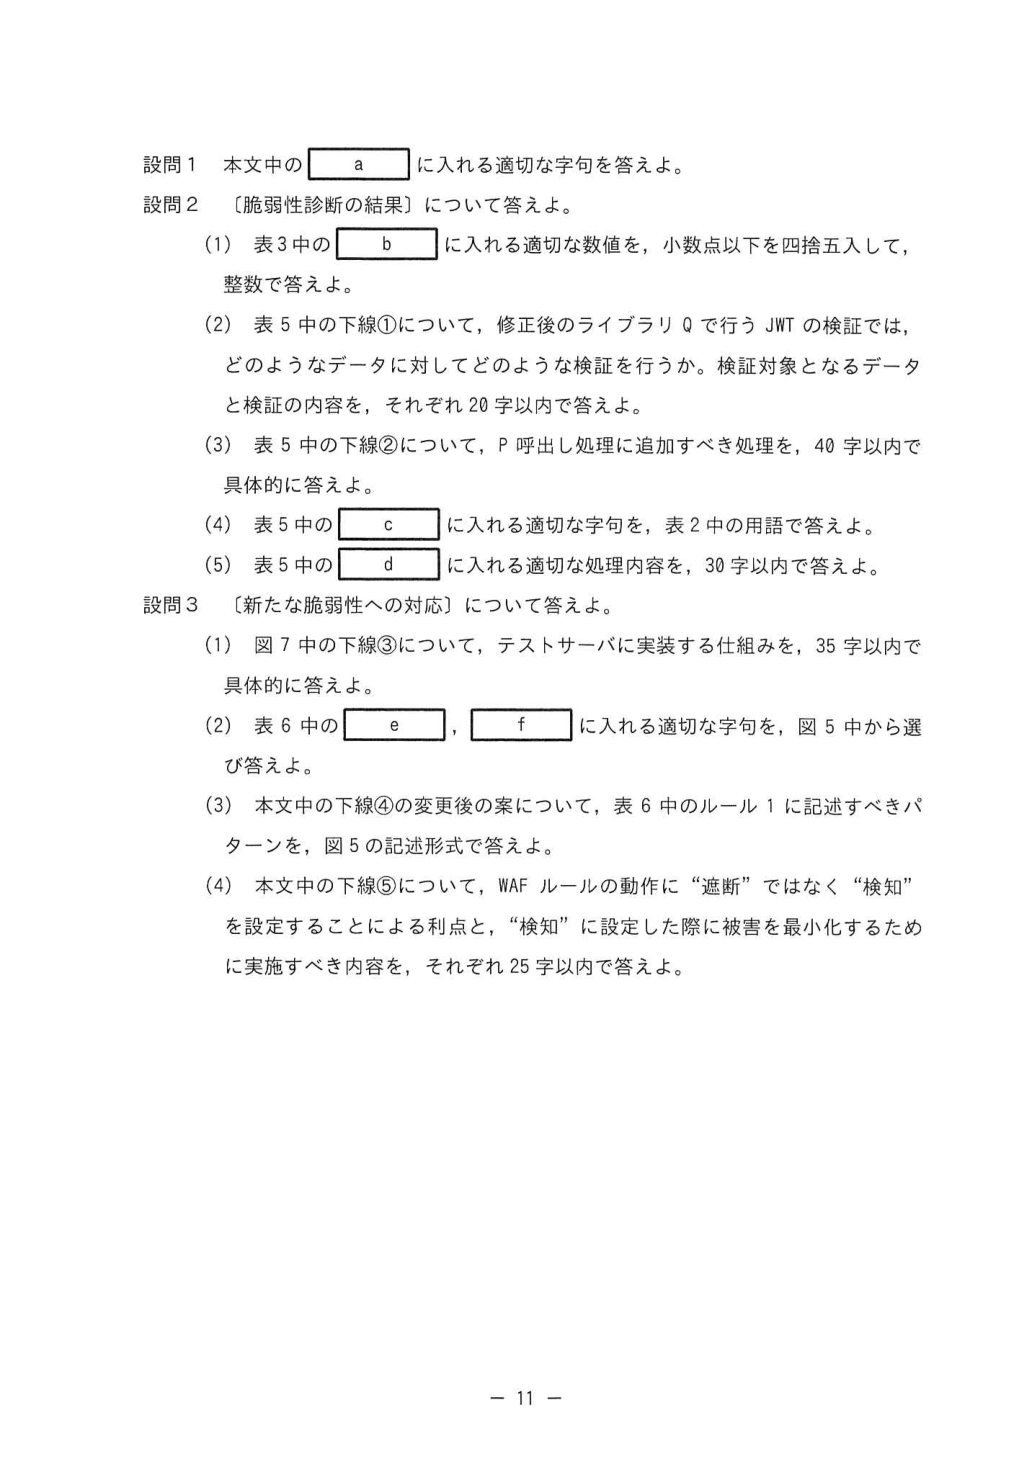 設問1　本文中の a に入れる適切な字句を答えよ。
設問2　〔脆弱性診断の結果〕について答えよ。
(1)　表3中の b に入れる適切な数値を，小数点以下を四捨五入して，
整数で答えよ。
(2)　表 5 中の下線①について，修正後のライブラリ Q で行う JWT の検証では，
どのようなデータに対してどのような検証を行うか。検証対象となるデータ
と検証の内容を，それぞれ 20 字以内で答えよ。
(3)　表 5 中の下線②について，P 呼出し処理に追加すべき処理を，40 字以内で
具体的に答えよ。
(4)　表5中の c に入れる適切な字句を，表2中の用語で答えよ。
(5)　表5中の d に入れる適切な処理内容を，30字以内で答えよ。
設問3　〔新たな脆弱性への対応〕について答えよ。
(1)　図 7 中の下線③について，テストサーバに実装する仕組みを，35 字以内で
具体的に答えよ。
(2)　表 6 中の e ， f に入れる適切な字句を，図 5 中から選
び答えよ。
(3)　本文中の下線④の変更後の案について，表 6 中のルール 1 に記述すべきパ
ターンを，図5の記述形式で答えよ。
(4)　本文中の下線⑤について，WAF ルールの動作に“遮断”ではなく“検知”
を設定することによる利点と，“検知”に設定した際に被害を最小化するため
に実施すべき内容を，それぞれ25字以内で答えよ。
－ 11 －